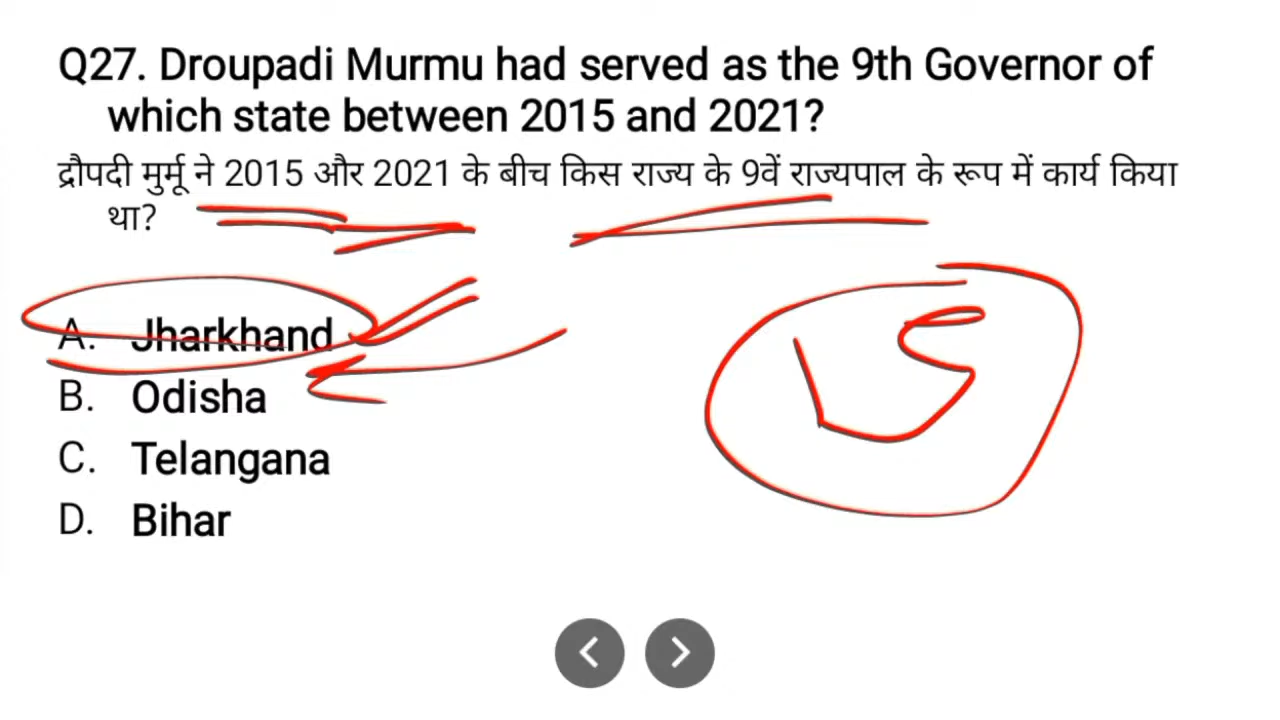 Q27. Droupadi Murmu had served as the 9th Governor of
which state between 2015 and 2021?
द्रौपदी मुर्मू ने 2015 और 2021 के बीच किस राज्य के 9वें राज्यपाल के रूप में कार्य किया
था?
A. Jharkhand
B. Odisha
C. Telangana
D. Bihar